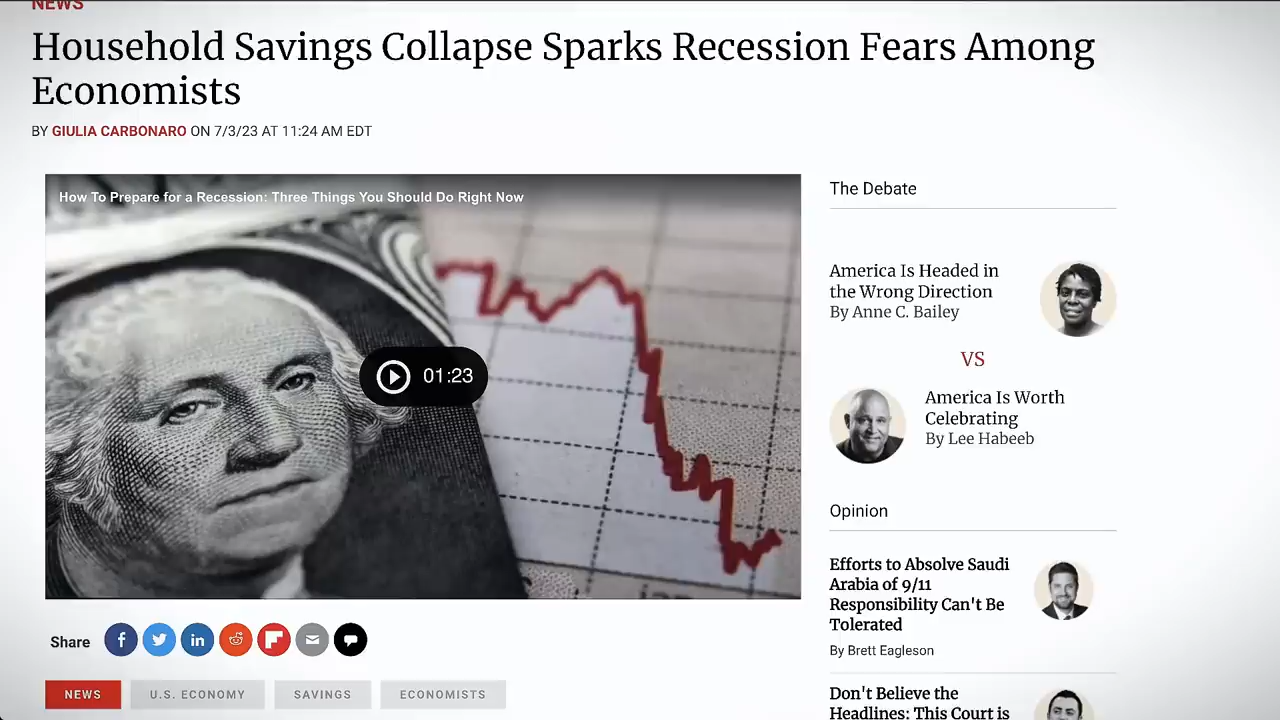 NEWS
Household Savings Collapse Sparks Recession Fears Among
Economists
BY GIULIA CARBONARO ON 7/3/23 AT 11:24 AM EDT
How To Prepare for a Recession: Three Things You Should Do Right Now
01:23
Share
NEWS
U.S. ECONOMY
SAVINGS
ECONOMISTS
The Debate
America Is Headed in
the Wrong Direction
By Anne C. Bailey
VS
America Is Worth
Celebrating
By Lee Habeeb
Opinion
Efforts to Absolve Saudi
Arabia of 9/11
Responsibility Can't Be
Tolerated
By Brett Eagleson
Don't Believe the
Headlines: This Court is